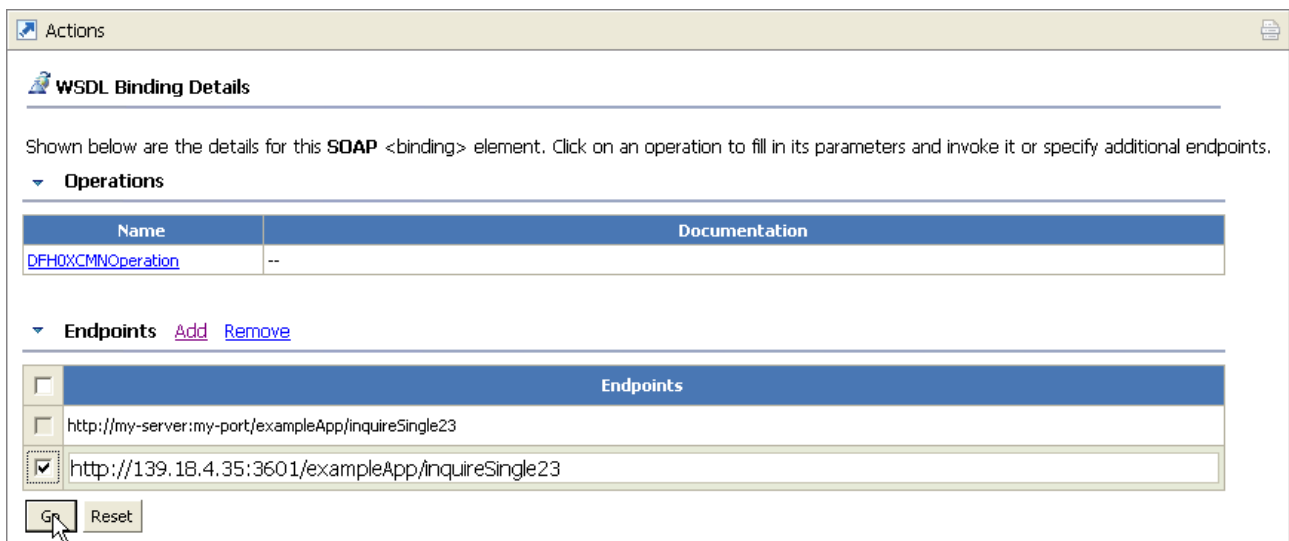 Actions
WSDL Binding Details
Shown below are the details for this SOAP <binding> element. Click on an operation to fill in its parameters and invoke it or specify additional endpoints.
Operations
Name Documentation
DFH0XCMNOperation --
Endpoints Add Remove
Endpoints
http://my-server:my-port/exampleApp/inquireSingle23
http://139.18.4.35:3601/exampleApp/inquireSingle23
Go Reset